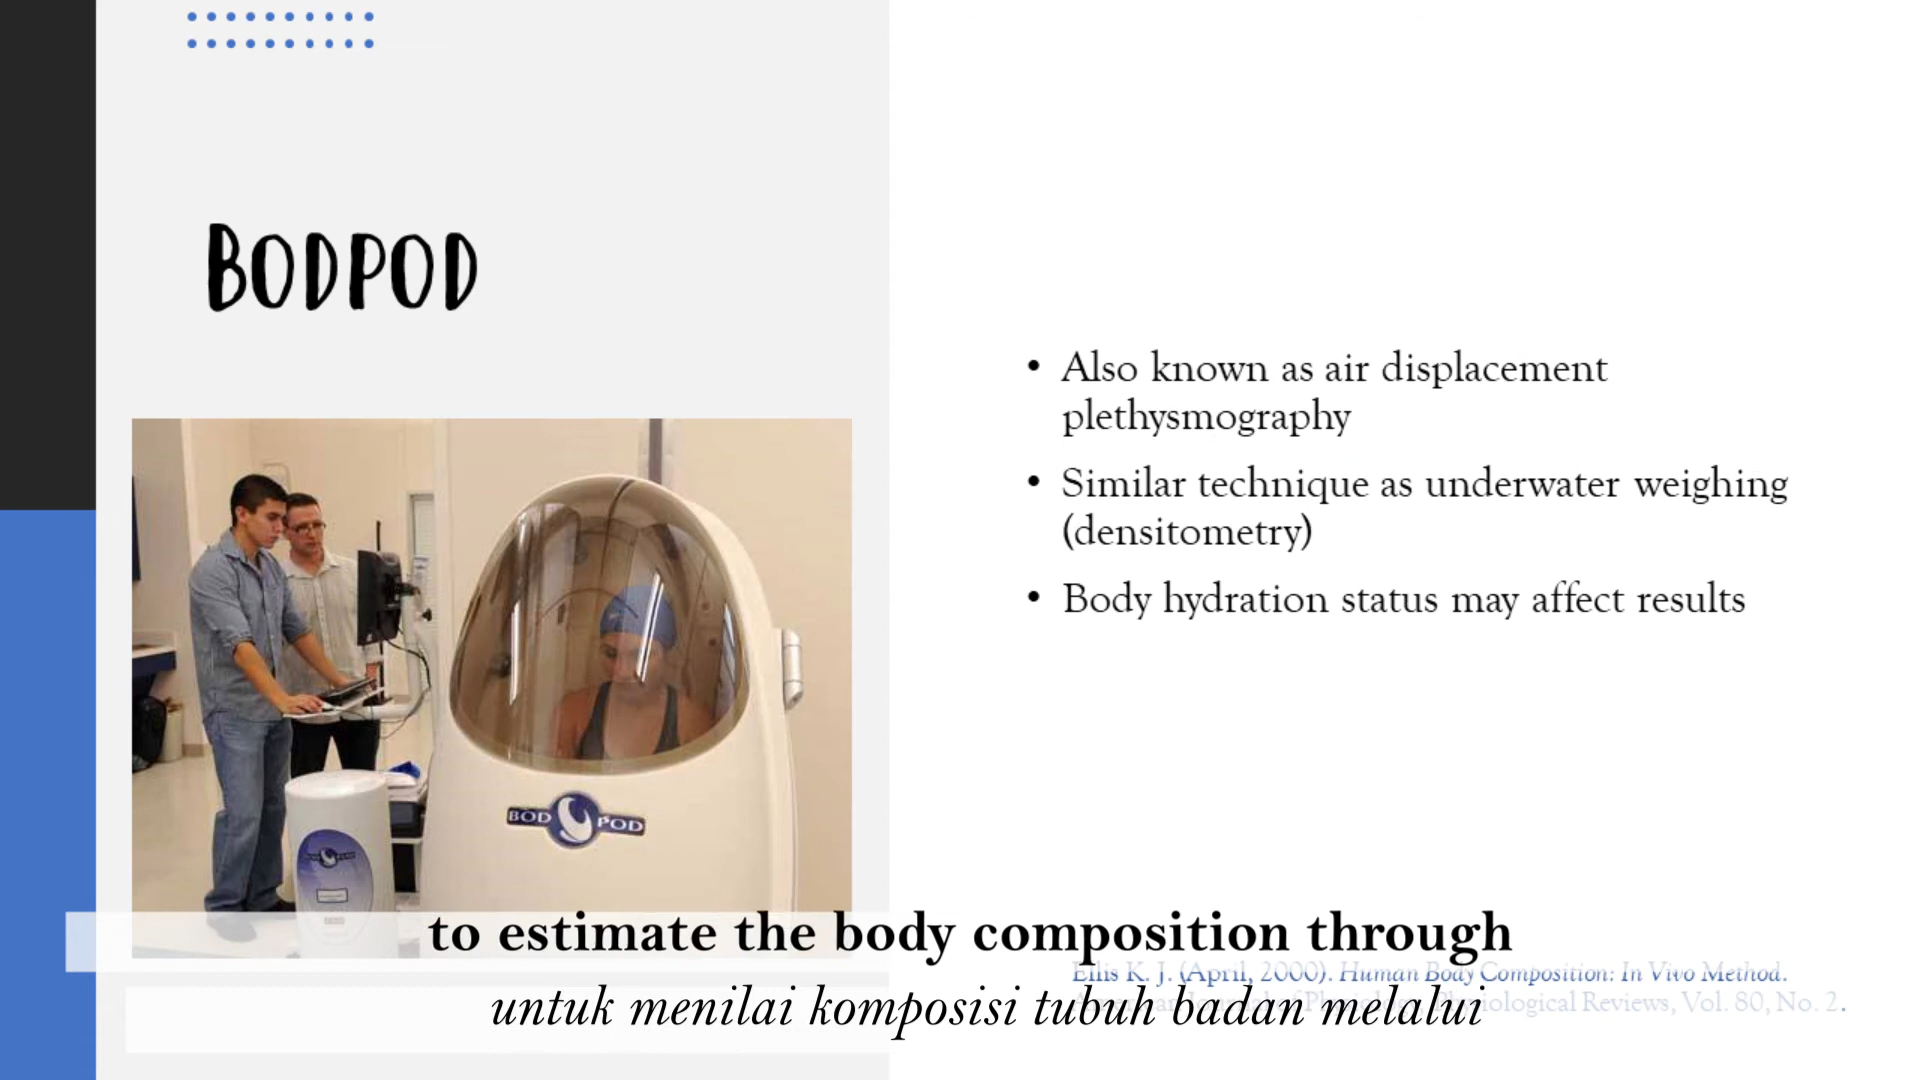 BODPOD
• Also known as air displacement
plethysmography
• Similar technique as underwater weighing
(densitometry)
• Body hydration status may affect results
BOD POD
to estimate the body composition through
Ellis K. J. (April, 2000). Human Body Composition: In Vivo Method.
Physiological Reviews, Vol. 80, No. 2.
untuk menilai komposisi tubuh badan melalui